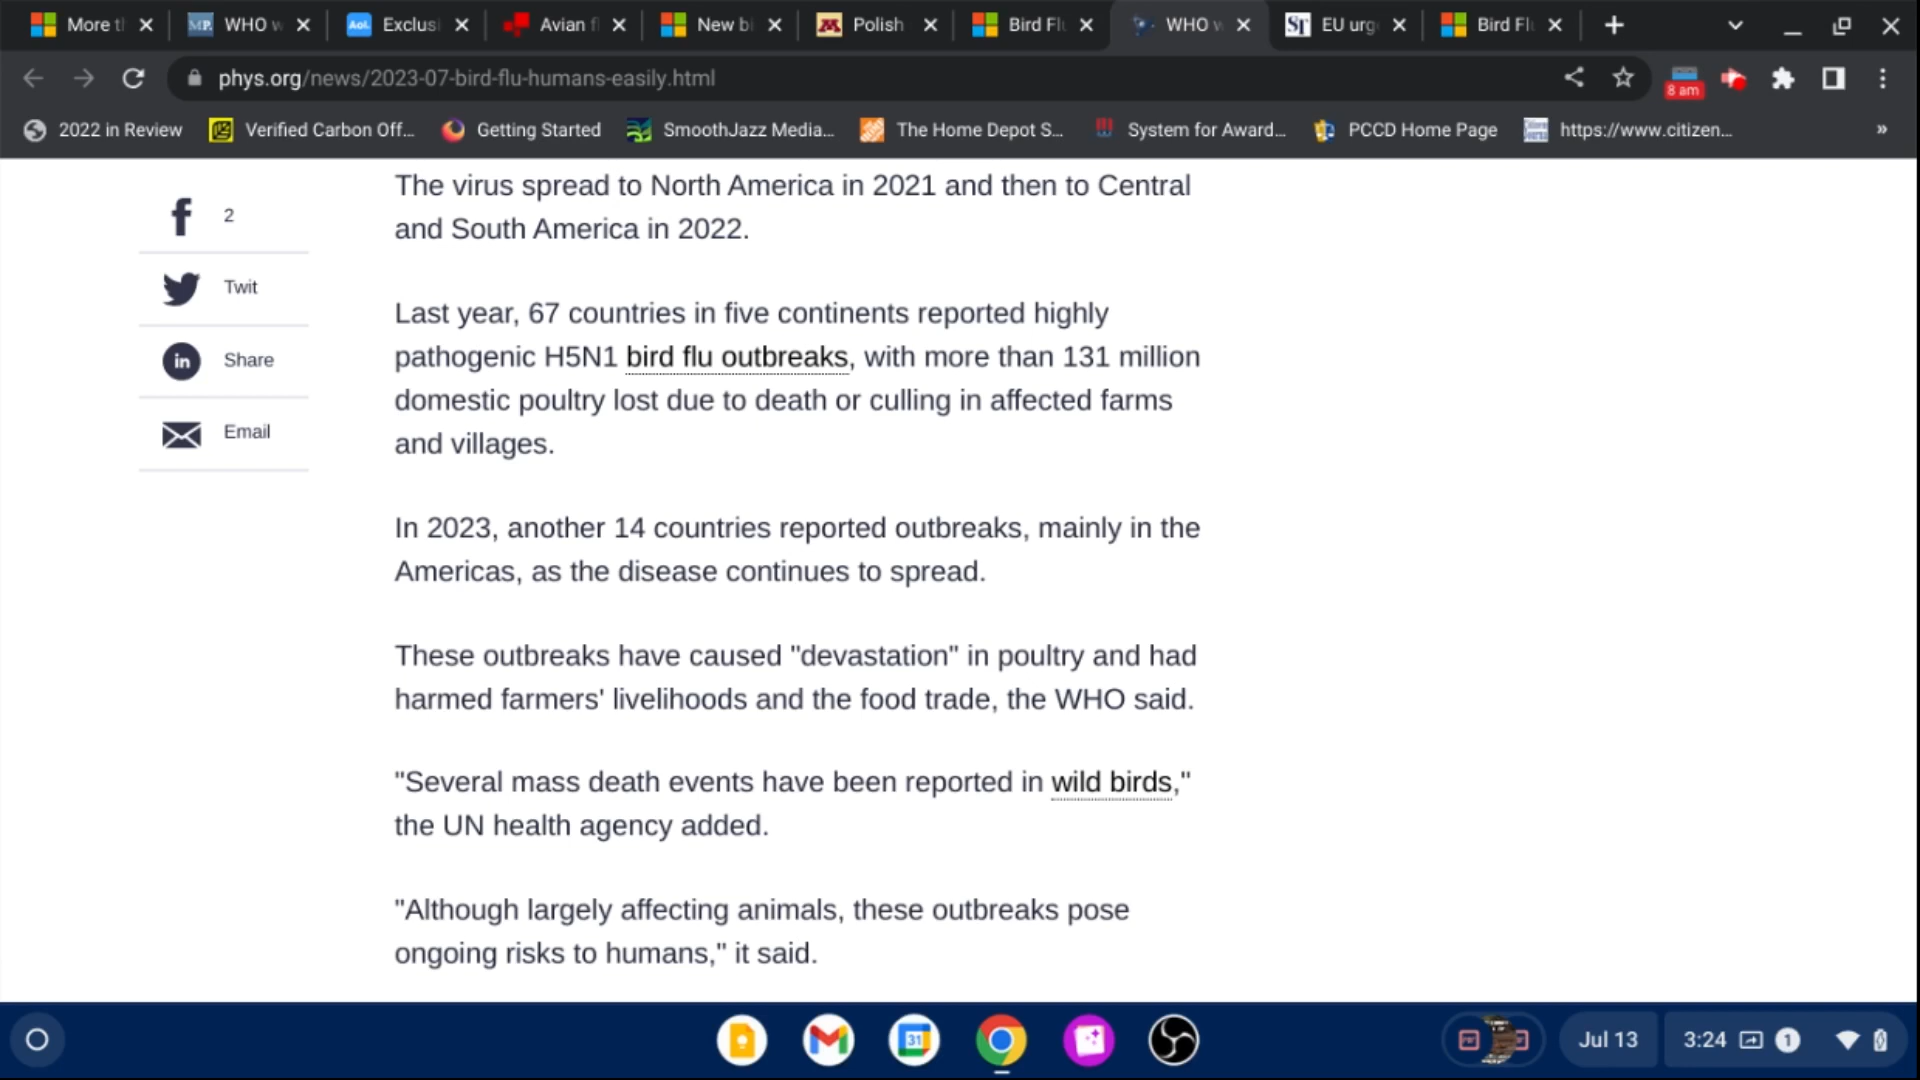 More t
WHO w
Exclusi
Avian f
New bi
Polish
Bird Fl
WHO w
EU urg
Bird Fl
phys.org/news/2023-07-bird-flu-humans-easily.html
8 am
2022 in Review
Verified Carbon Off...
Getting Started
SmoothJazz Media...
The Home Depot S...
System for Award...
PCCD Home Page
https://www.citizen...
»
2
Twit
Share
Email
The virus spread to North America in 2021 and then to Central
and South America in 2022.
Last year, 67 countries in five continents reported highly
pathogenic H5N1 bird flu outbreaks, with more than 131 million
domestic poultry lost due to death or culling in affected farms
and villages.
In 2023, another 14 countries reported outbreaks, mainly in the
Americas, as the disease continues to spread.
These outbreaks have caused "devastation" in poultry and had
harmed farmers' livelihoods and the food trade, the WHO said.
"Several mass death events have been reported in wild birds,"
the UN health agency added.
"Although largely affecting animals, these outbreaks pose
ongoing risks to humans," it said.
31
Jul 13
3:24
1